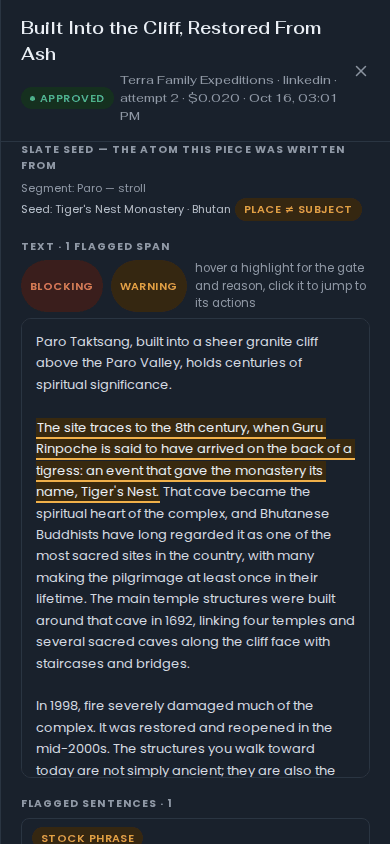 Built Into the Cliff, Restored From
Ash
APPROVED
Terra Family Expeditions · linkedin ·
attempt 2 · $0.020 · Oct 16, 03:01
PM
SLATE SEED — THE ATOM THIS PIECE WAS WRITTEN
FROM
Segment: Paro — stroll
Seed: Tiger's Nest Monastery · Bhutan PLACE ≠ SUBJECT
TEXT · 1 FLAGGED SPAN
BLOCKING
WARNING
hover a highlight for the gate
and reason, click it to jump to
its actions
Paro Taktsang, built into a sheer granite cliff
above the Paro Valley, holds centuries of
spiritual significance.
The site traces to the 8th century, when Guru
Rinpoche is said to have arrived on the back of a
tigress: an event that gave the monastery its
name, Tiger's Nest. That cave became the
spiritual heart of the complex, and Bhutanese
Buddhists have long regarded it as one of the
most sacred sites in the country, with many
making the pilgrimage at least once in their
lifetime. The main temple structures were built
around that cave in 1692, linking four temples and
several sacred caves along the cliff face with
staircases and bridges.
In 1998, fire severely damaged much of the
complex. It was restored and reopened in the
mid-2000s. The structures you walk toward
today are not simply ancient; they are also the
FLAGGED SENTENCES · 1
STOCK PHRASE